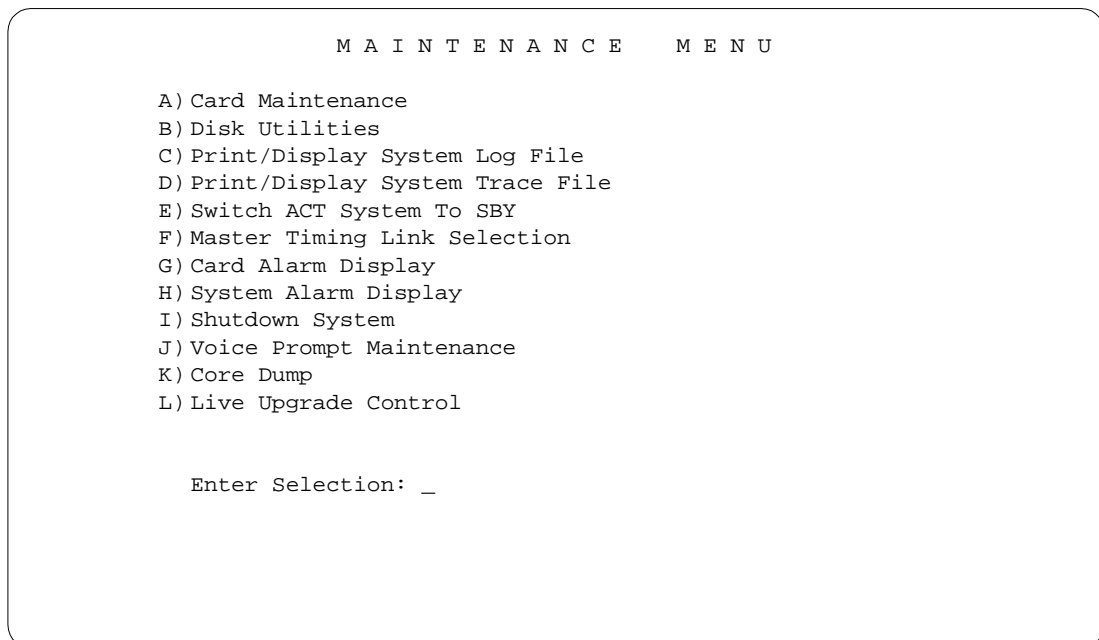 M A I N T E N A N C E M E N U
A) Card Maintenance
B) Disk Utilities
C) Print/Display System Log File
D) Print/Display System Trace File
E) Switch ACT System To SBY
F) Master Timing Link Selection
G) Card Alarm Display
H) System Alarm Display
I) Shutdown System
J) Voice Prompt Maintenance
K) Core Dump
L) Live Upgrade Control
Enter Selection: _